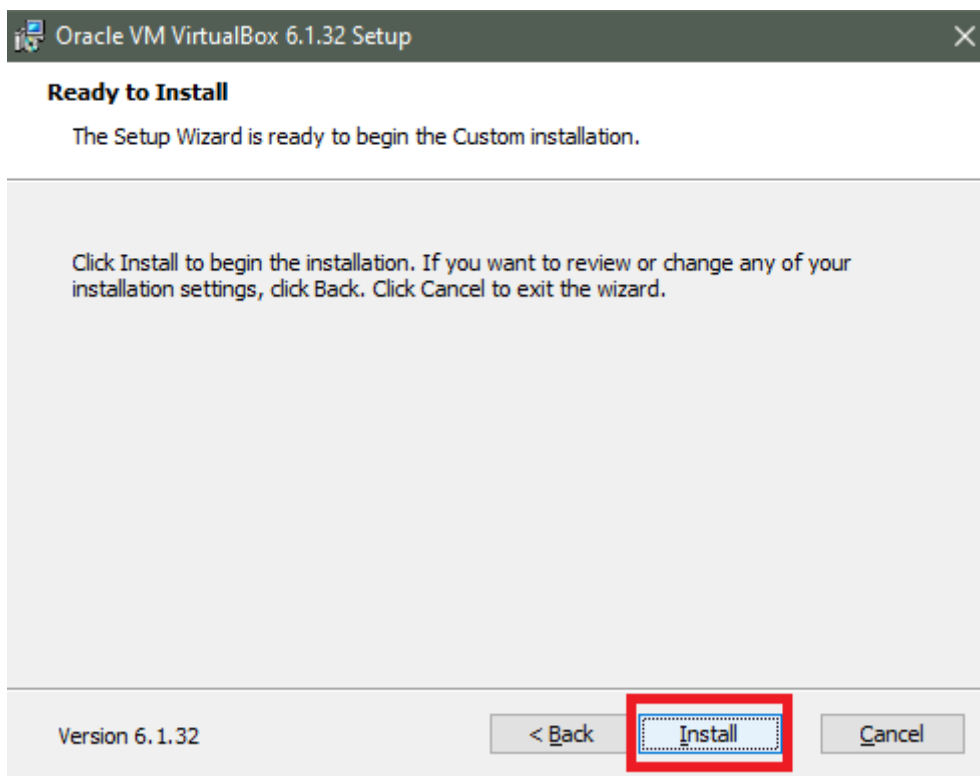 Oracle VM VirtualBox 6.1.32 Setup
Ready to Install
The Setup Wizard is ready to begin the Custom installation.
Click Install to begin the installation. If you want to review or change any of your
installation settings, click Back. Click Cancel to exit the wizard.
Version 6.1.32
< Back
Install
Cancel